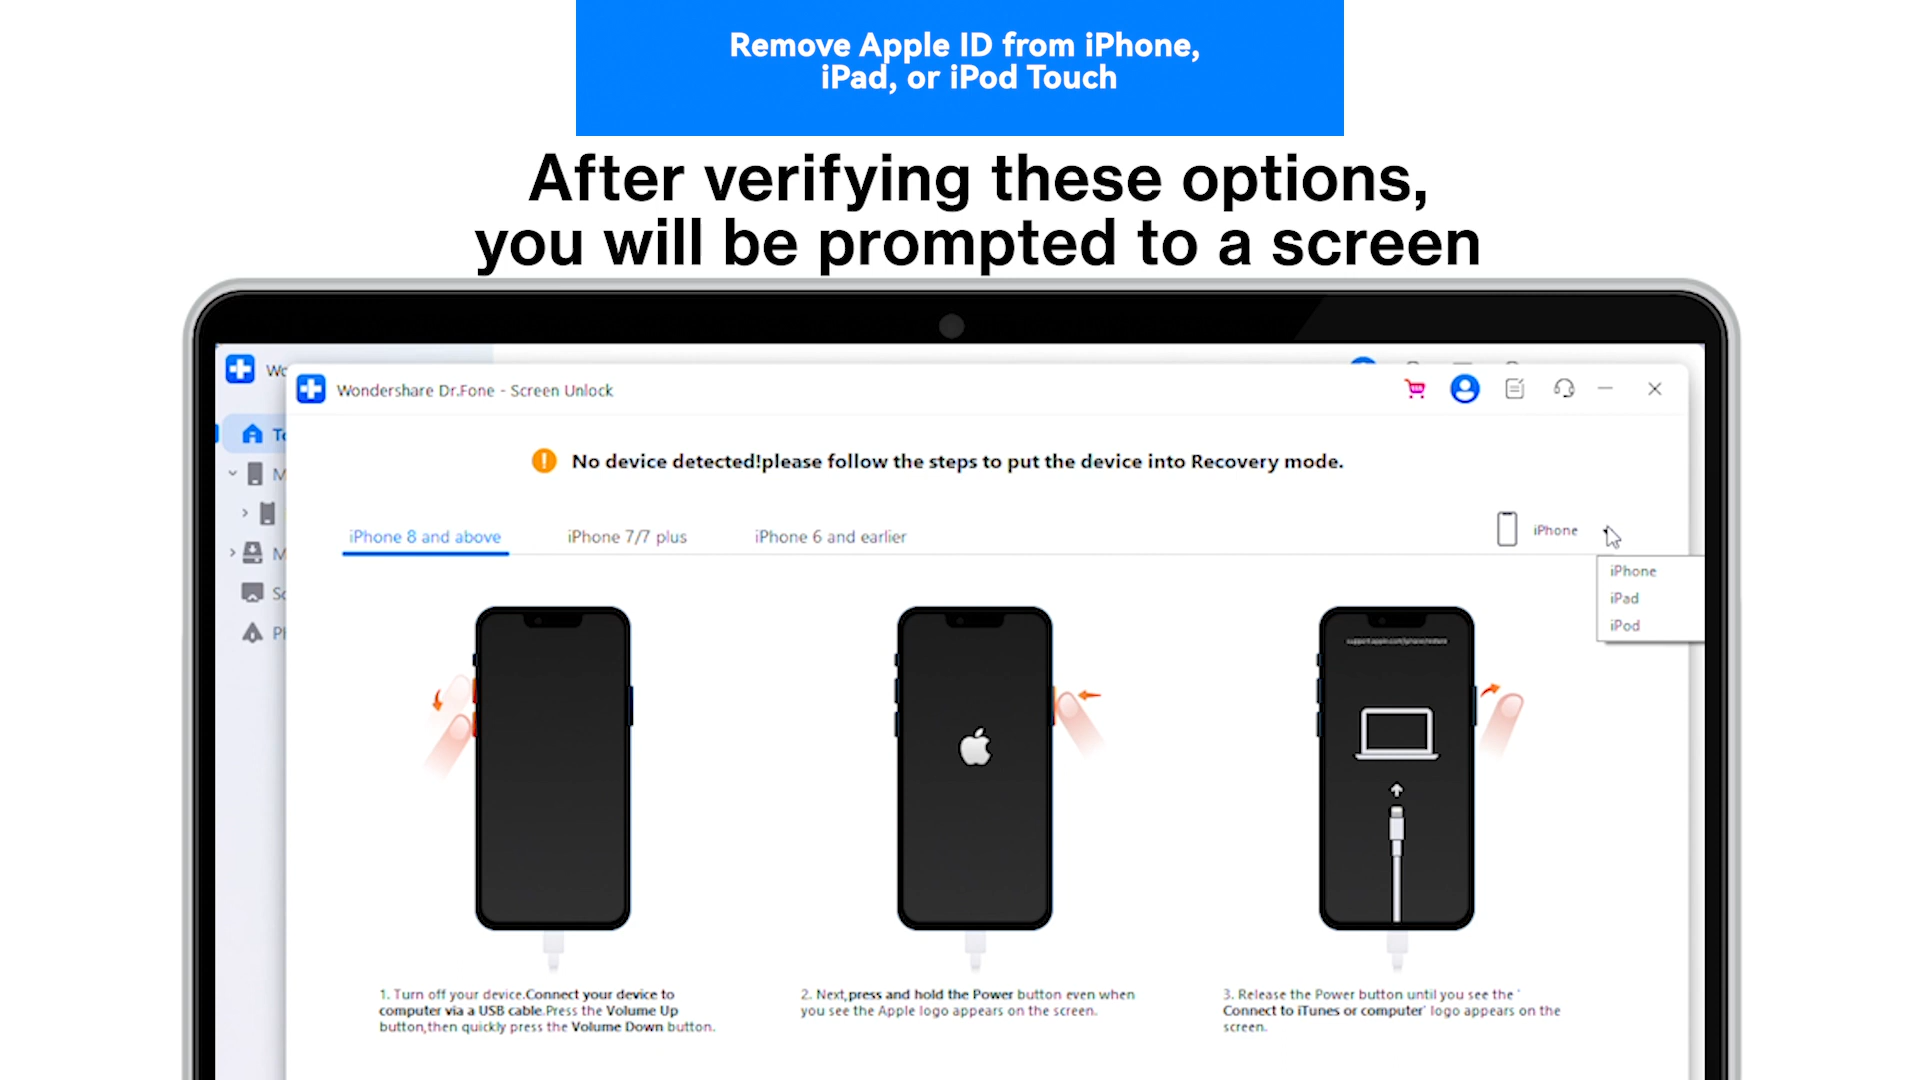 Remove Apple ID from iPhone,
iPad, or iPod Touch
After verifying these options,
you will be prompted to a screen
Wondershare Dr.Fone - Screen Unlock
No device detected!please follow the steps to put the device into Recovery mode.
iPhone 8 and above
iPhone 7/7 plus
iPhone 6 and earlier
iPhone
iPhone
iPad
iPod
support.apple.com/iphone/restore
1. Turn off your device.Connect your device to
computer via a USB cable.Press the Volume Up
button,then quickly press the Volume Down button.
2. Next,press and hold the Power button even when
you see the Apple logo appears on the screen.
3. Release the Power button until you see the '
Connect to iTunes or computer' logo appears on the
screen.